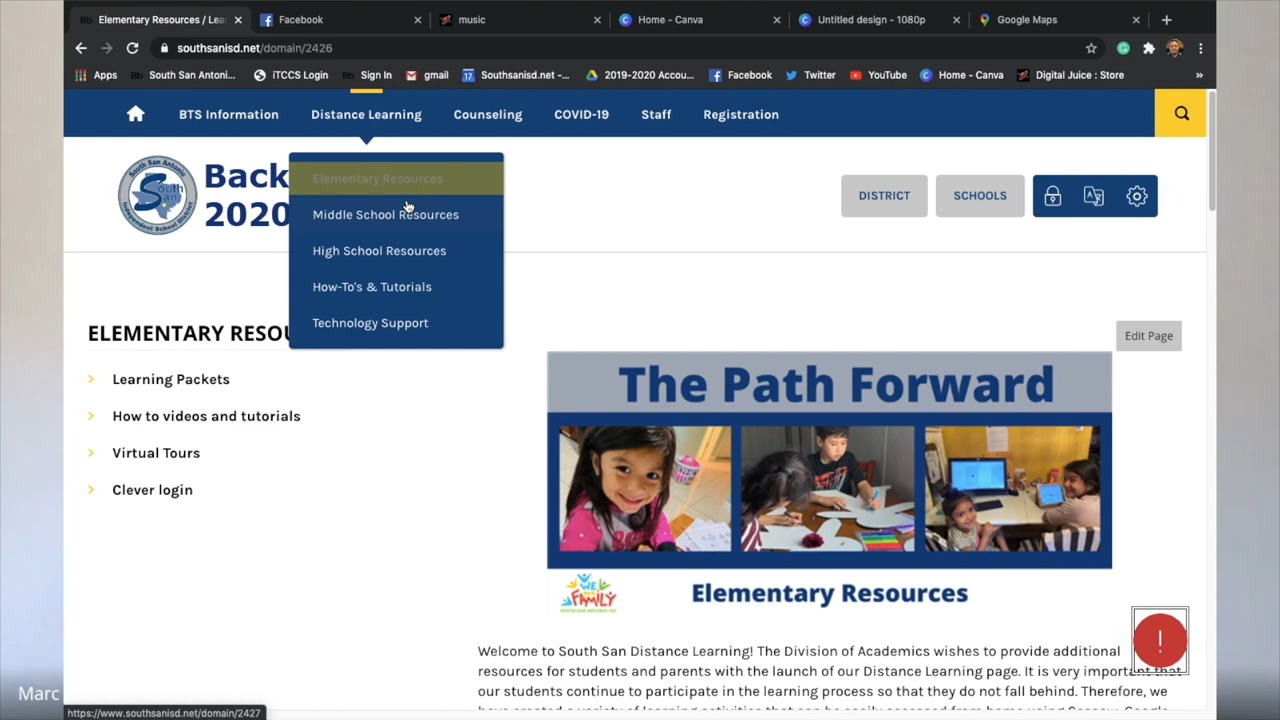 Elementary Resources / Lea
Facebook
music
Home - Canva
Untitled design - 1080p
Google Maps
southsanisd.net/domain/2426
Apps
Bb South San Antoni...
iTCCS Login
Bb Sign In
gmail
17 Southsanisd.net -...
2019-2020 Accou...
Facebook
Twitter
YouTube
Home - Canva
Digital Juice : Store
»
BTS Information
Distance Learning
Counseling
COVID-19
Staff
Registration
Elementary Resources
Middle School Resources
High School Resources
How-To's & Tutorials
Technology Support
South San
Back
2020
DISTRICT
SCHOOLS
ELEMENTARY RESOU
Learning Packets
How to videos and tutorials
Virtual Tours
Clever login
Edit Page
The Path Forward
WE
FAMILY
Elementary Resources
Welcome to South San Distance Learning! The Division of Academics wishes to provide additional
resources for students and parents with the launch of our Distance Learning page. It is very important that
our students continue to participate in the learning process so that they do not fall behind. Therefore, we
!
Marc
https://www.southsanisd.net/domain/2427